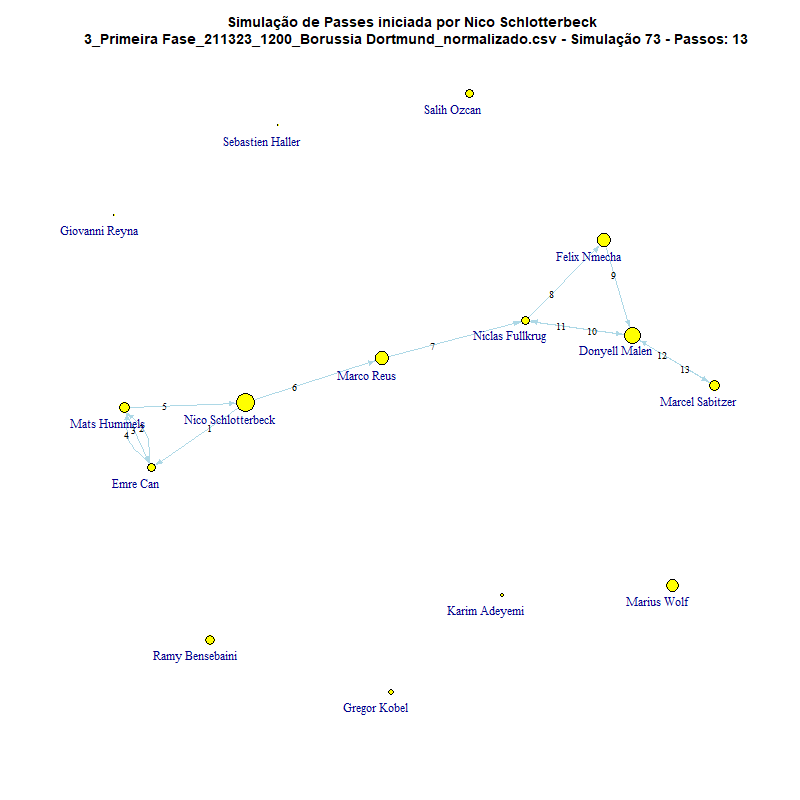 Simulação de Passes iniciada por Nico Schlotterbeck
3_Primeira Fase_211323_1200_Borussia Dortmund_normalizado.csv - Simulação 73 - Passos: 13
Salih Ozcan
Sebastien Haller
Giovanni Reyna
Felix Nmecha
9
8
7
11
10
Niclas Fullkrug
Donyell Malen
12
13
Marco Reus
6
Marcel Sabitzer
5
Mats Hummels
Nico Schlotterbeck
4
3
2
1
Emre Can
Karim Adeyemi
Marius Wolf
Ramy Bensebaini
Gregor Kobel